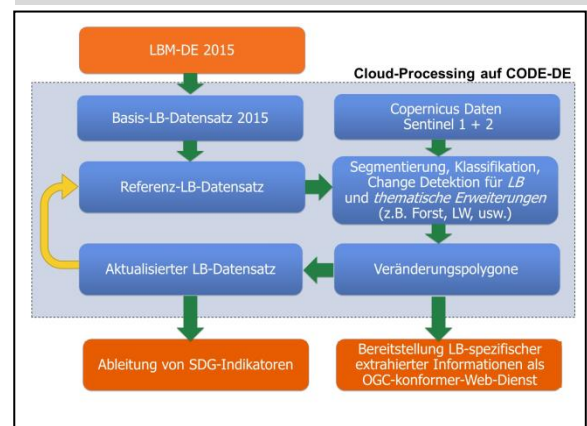 LBM-DE 2015
Cloud-Processing auf CODE-DE
Basis-LB-Datensatz 2015
Copernicus Daten
Sentinel 1 + 2
Referenz-LB-Datensatz
Segmentierung, Klassifikation,
Change Detektion für LB
und thematische Erweiterungen
(z.B. Forst, LW, usw.)
Aktualisierter LB-Datensatz
Veränderungspolygone
Ableitung von SDG-Indikatoren
Bereitstellung LB-spezifischer
extrahierter Informationen als
OGC-konformer-Web-Dienst